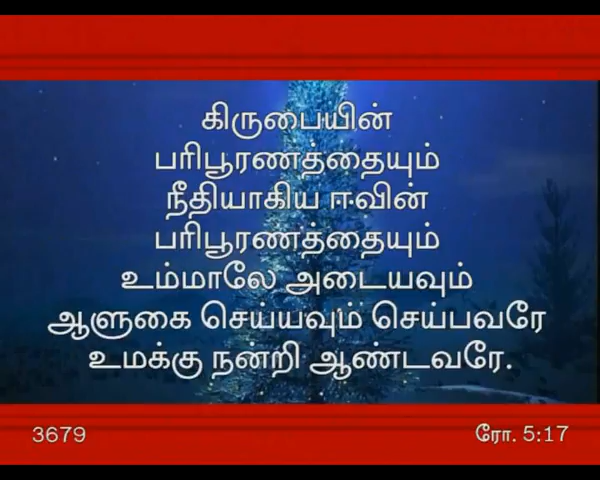 கிருபையின்
பரிபூரணத்தையும்
நீதியாகிய ஈவின்
பரிபூரணத்தையும்
உம்மாலே அடையவும்
ஆளுகை செய்யவும் செய்பவரே
உமக்கு நன்றி ஆண்டவரே.
3679 ரோ. 5:17